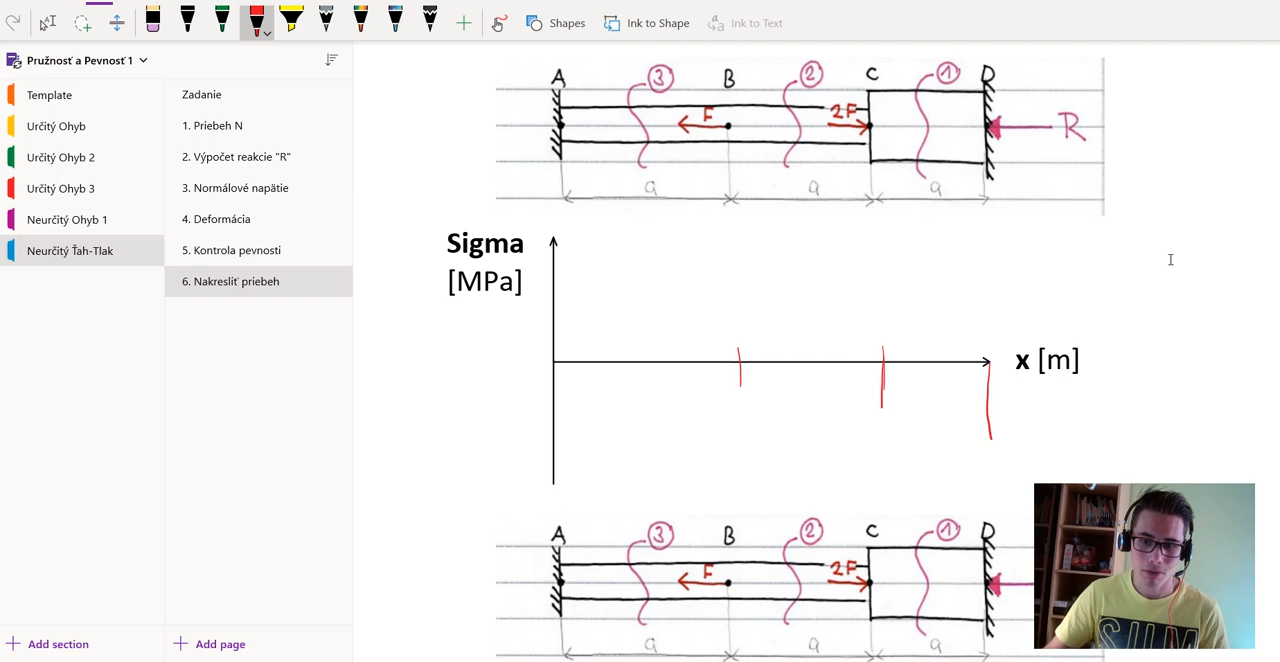 Shapes
Ink to Shape
Ink to Text
Pružnosť a Pevnosť 1
Template
Určitý Ohyb
Určitý Ohyb 2
Určitý Ohyb 3
Neurčitý Ohyb 1
Neurčitý Ťah-Tlak
Add section
Zadanie
1. Priebeh N
2. Výpočet reakcie "R"
3. Normálové napätie
4. Deformácia
5. Kontrola pevnosti
6. Nakresliť priebeh
Add page
A ③ B ② C ① D
F 2F R
a a a
Sigma
[MPa]
x [m]
A ③ B ② C ① D
F 2F
a a a